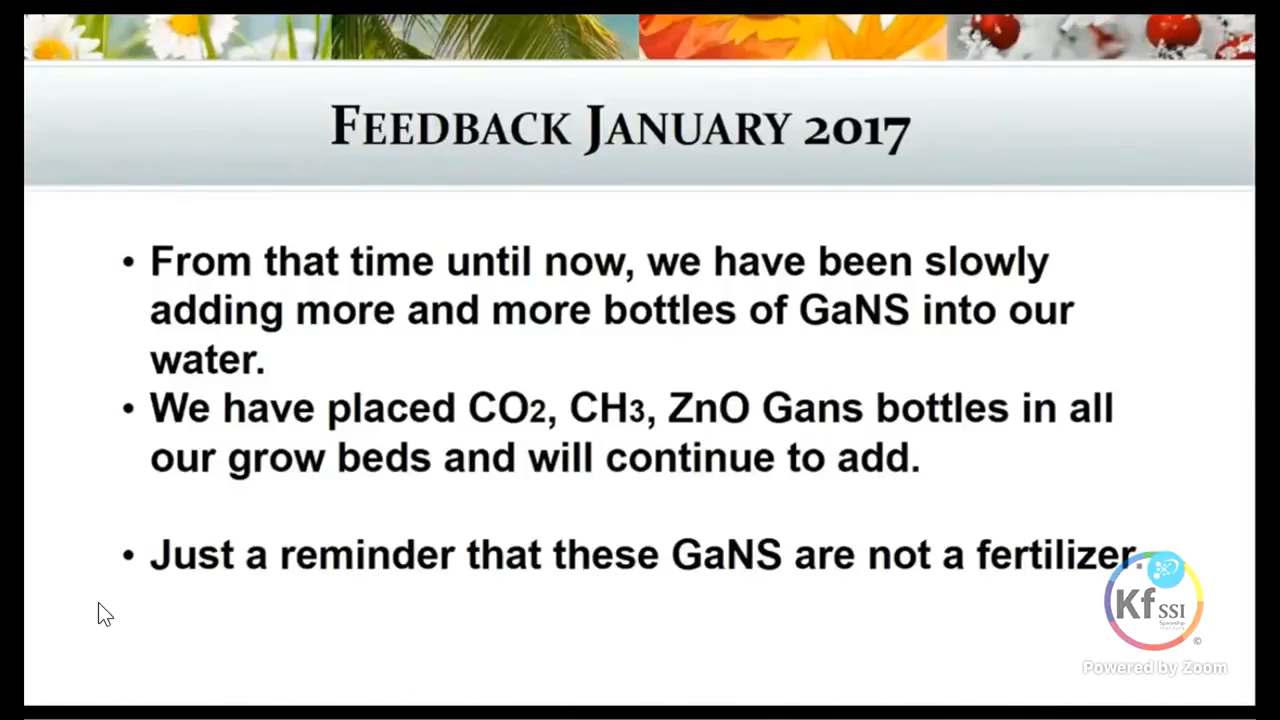 FEEDBACK JANUARY 2017
• From that time until now, we have been slowly
adding more and more bottles of GaNS into our
water.
• We have placed CO2, CH3, ZnO Gans bottles in all
our grow beds and will continue to add.
• Just a reminder that these GaNS are not a fertilizer.
Kf SSI
Spaceship
Institute
©
Powered by Zoom